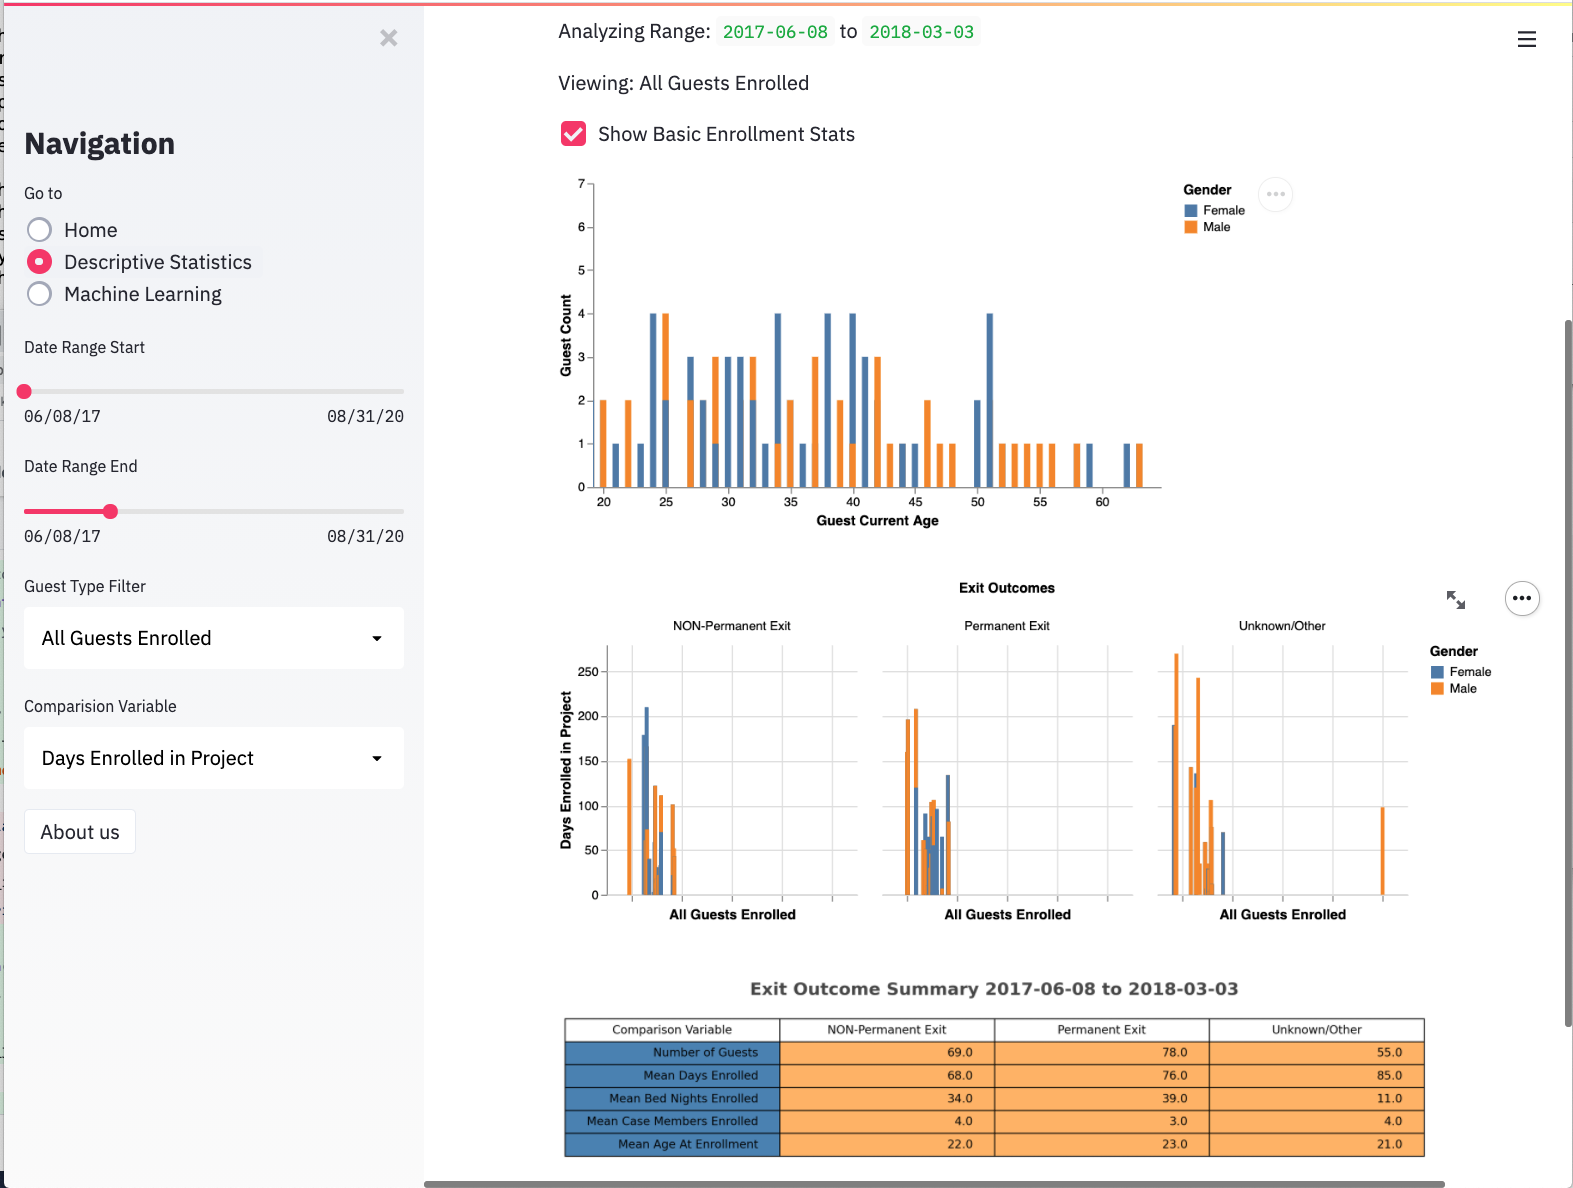 Navigation
Go to
Home
Descriptive Statistics
Machine Learning
Date Range Start
06/08/17 08/31/20
Date Range End
06/08/17 08/31/20
Guest Type Filter
All Guests Enrolled
Comparision Variable
Days Enrolled in Project
About us
Analyzing Range: 2017-06-08 to 2018-03-03
Viewing: All Guests Enrolled
Show Basic Enrollment Stats
Gender
Female
Male
Guest Count
7
6
5
4
3
2
1
0
20 25 30 35 40 45 50 55 60
Guest Current Age
Exit Outcomes
NON-Permanent Exit Permanent Exit Unknown/Other
Gender
Female
Male
Days Enrolled in Project
250
200
150
100
50
0
All Guests Enrolled All Guests Enrolled All Guests Enrolled
Exit Outcome Summary 2017-06-08 to 2018-03-03
Comparison Variable NON-Permanent Exit Permanent Exit Unknown/Other
Number of Guests 69.0 78.0 55.0
Mean Days Enrolled 68.0 76.0 85.0
Mean Bed Nights Enrolled 34.0 39.0 11.0
Mean Case Members Enrolled 4.0 3.0 4.0
Mean Age At Enrollment 22.0 23.0 21.0